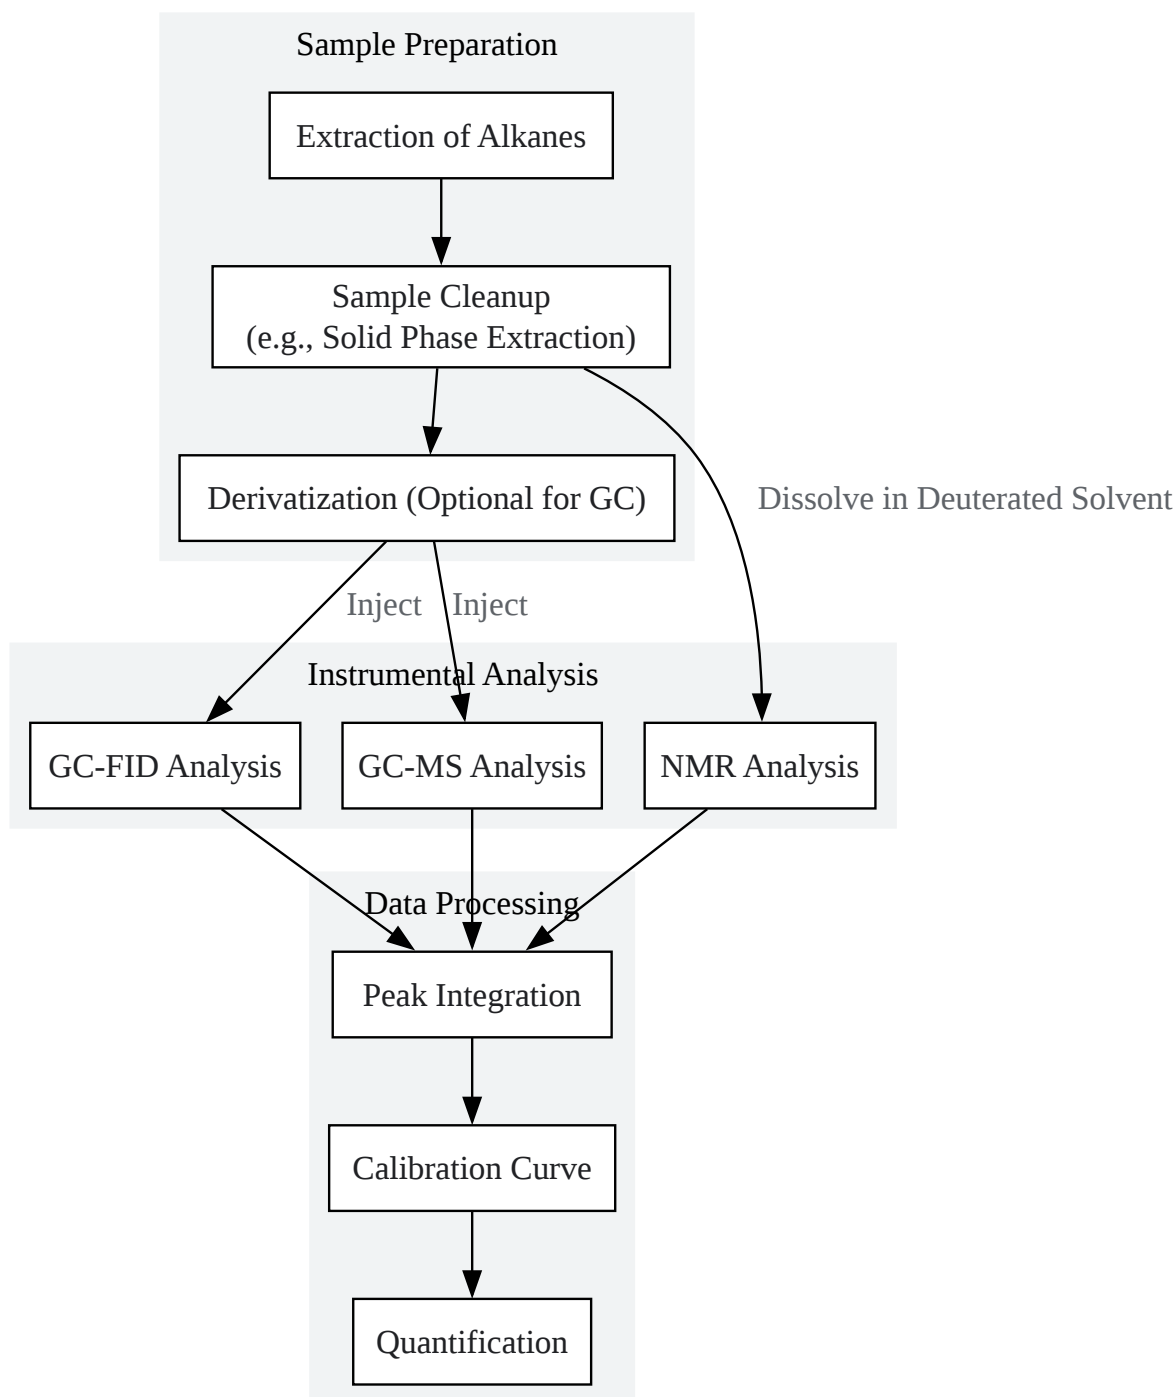 Sample Preparation
Extraction of Alkanes
Sample Cleanup
(e.g., Solid Phase Extraction)
Derivatization (Optional for GC)
Dissolve in Deuterated Solvent
Inject
Inject
Instrumental Analysis
GC-FID Analysis
GC-MS Analysis
NMR Analysis
Data Processing
Peak Integration
Calibration Curve
Quantification